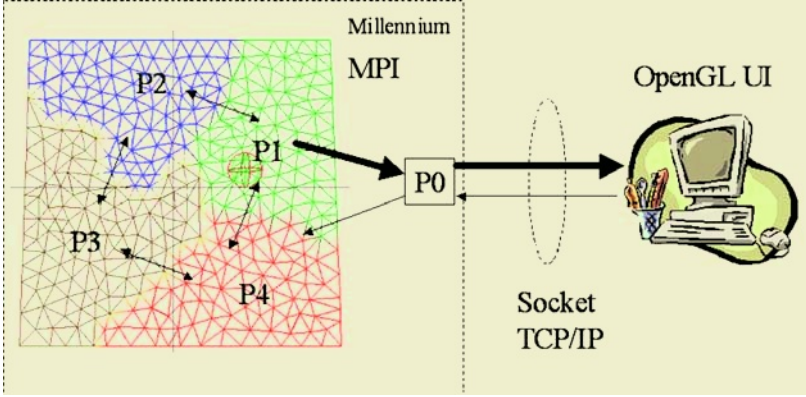 Millennium
MPI
P2
P1
P3
P4
P0
OpenGL UI
Socket
TCP/IP